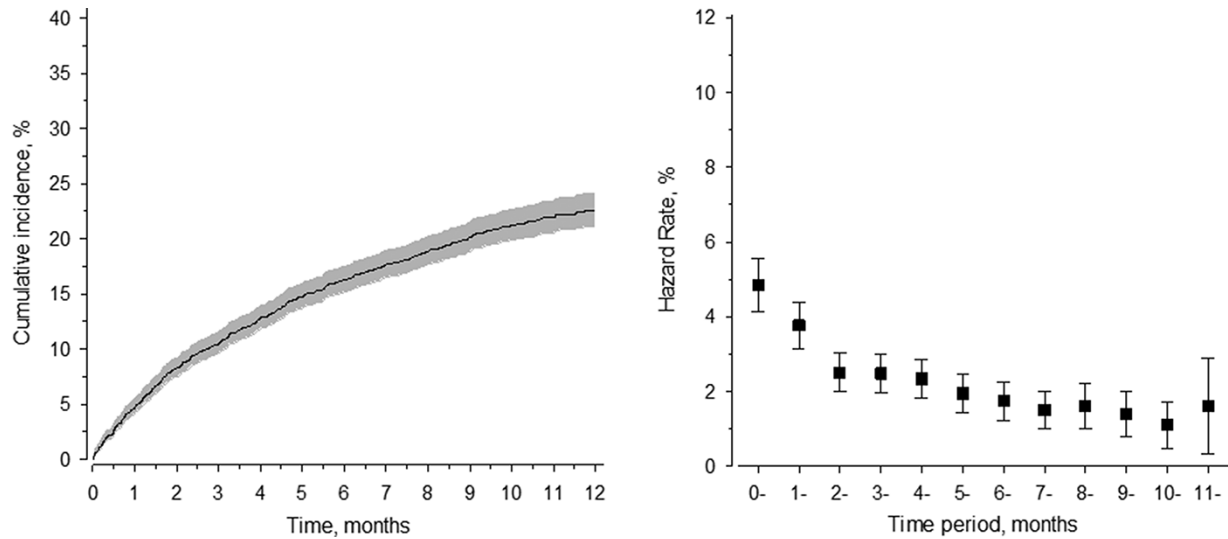 Cumulative incidence, %
40
35
30
25
20
15
10
5
0
0 1 2 3 4 5 6 7 8 9 10 11 12
Time, months
Hazard Rate, %
12
10
8
6
4
2
0
0- 1- 2- 3- 4- 5- 6- 7- 8- 9- 10- 11-
Time period, months